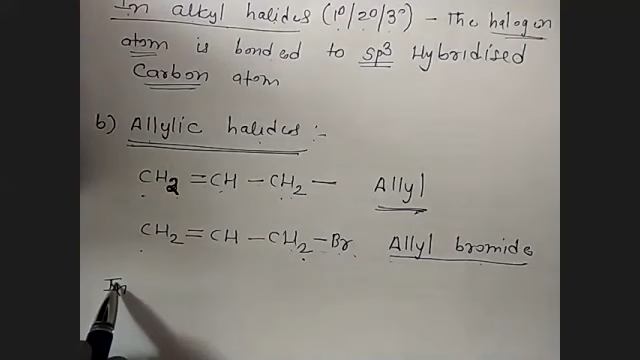 In alkyl halides (1°/2°/3°) - The halogen
atom is bonded to Sp³ Hybridised
Carbon atom
b) Allylic halides :-
CH₂ = CH - CH₂ — Allyl
CH₂ = CH - CH₂ - Br Allyl bromide
In